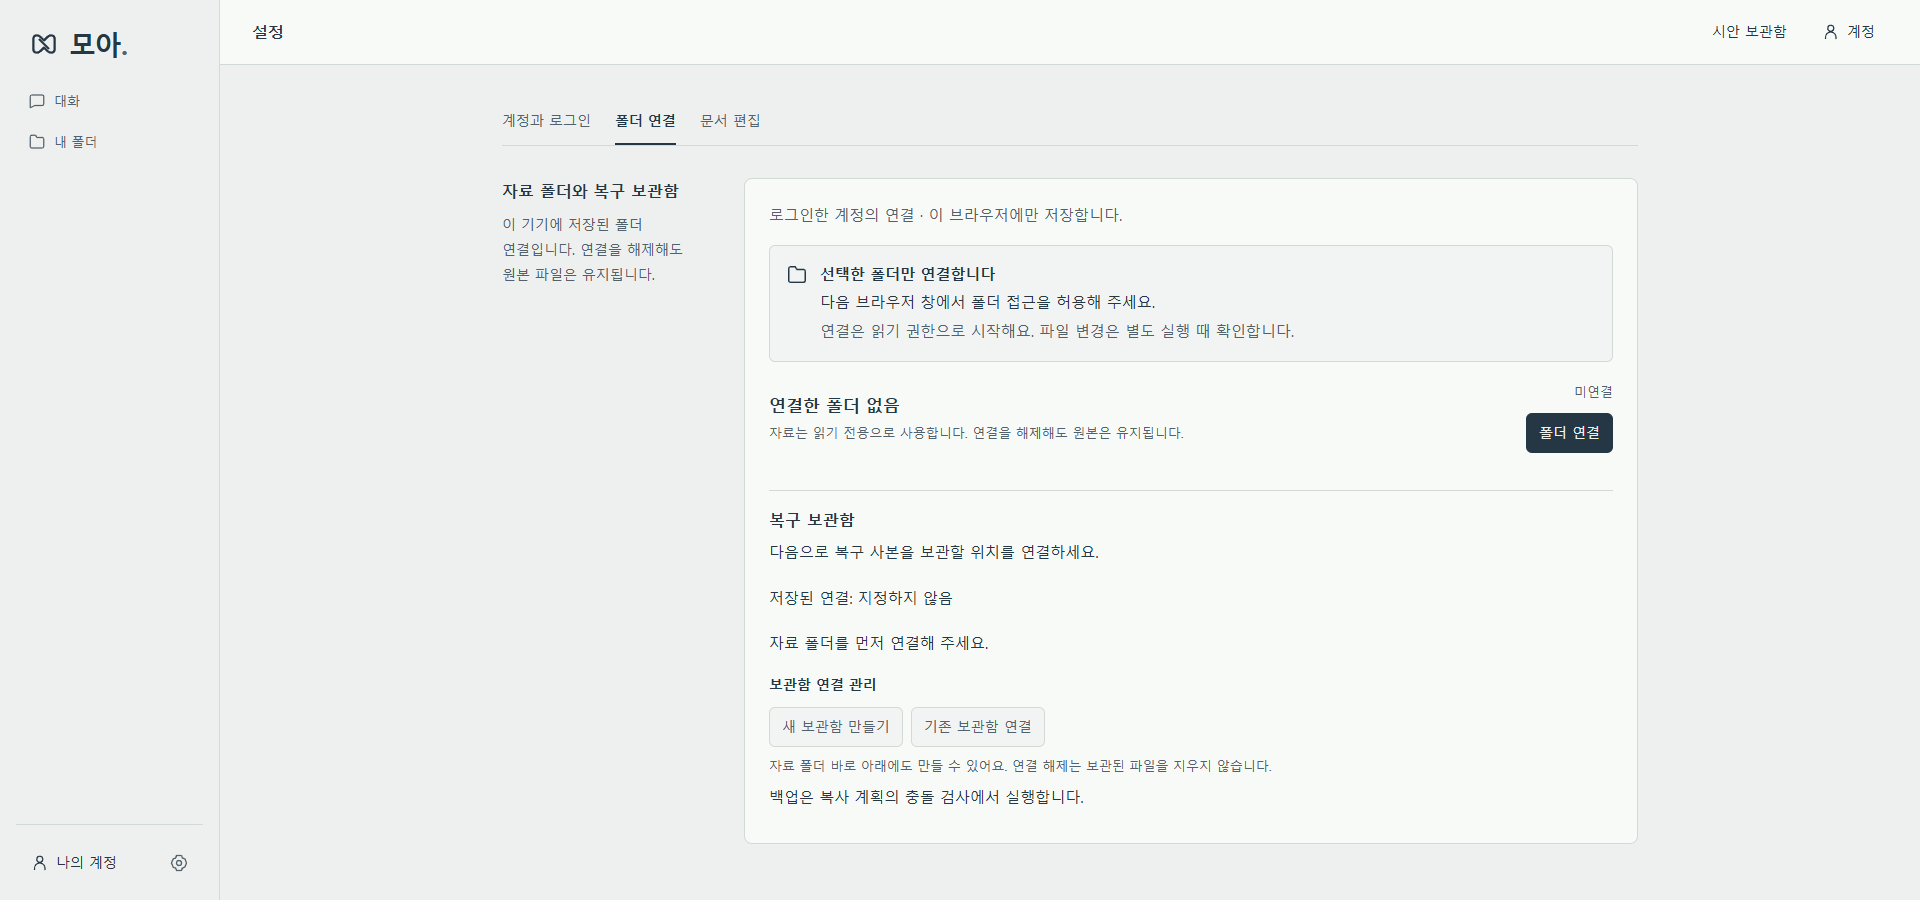 모아.
대화
내 폴더
나의 계정
설정
시안 보관함
계정
계정과 로그인
폴더 연결
문서 편집
자료 폴더와 복구 보관함
이 기기에 저장된 폴더
연결입니다. 연결을 해제해도
원본 파일은 유지됩니다.
로그인한 계정의 연결 · 이 브라우저에만 저장합니다.
선택한 폴더만 연결합니다
다음 브라우저 창에서 폴더 접근을 허용해 주세요.
연결은 읽기 권한으로 시작해요. 파일 변경은 별도 실행 때 확인합니다.
연결한 폴더 없음
자료는 읽기 전용으로 사용합니다. 연결을 해제해도 원본은 유지됩니다.
미연결
폴더 연결
복구 보관함
다음으로 복구 사본을 보관할 위치를 연결하세요.
저장된 연결: 지정하지 않음
자료 폴더를 먼저 연결해 주세요.
보관함 연결 관리
새 보관함 만들기
기존 보관함 연결
자료 폴더 바로 아래에도 만들 수 있어요. 연결 해제는 보관된 파일을 지우지 않습니다.
백업은 복사 계획의 충돌 검사에서 실행합니다.